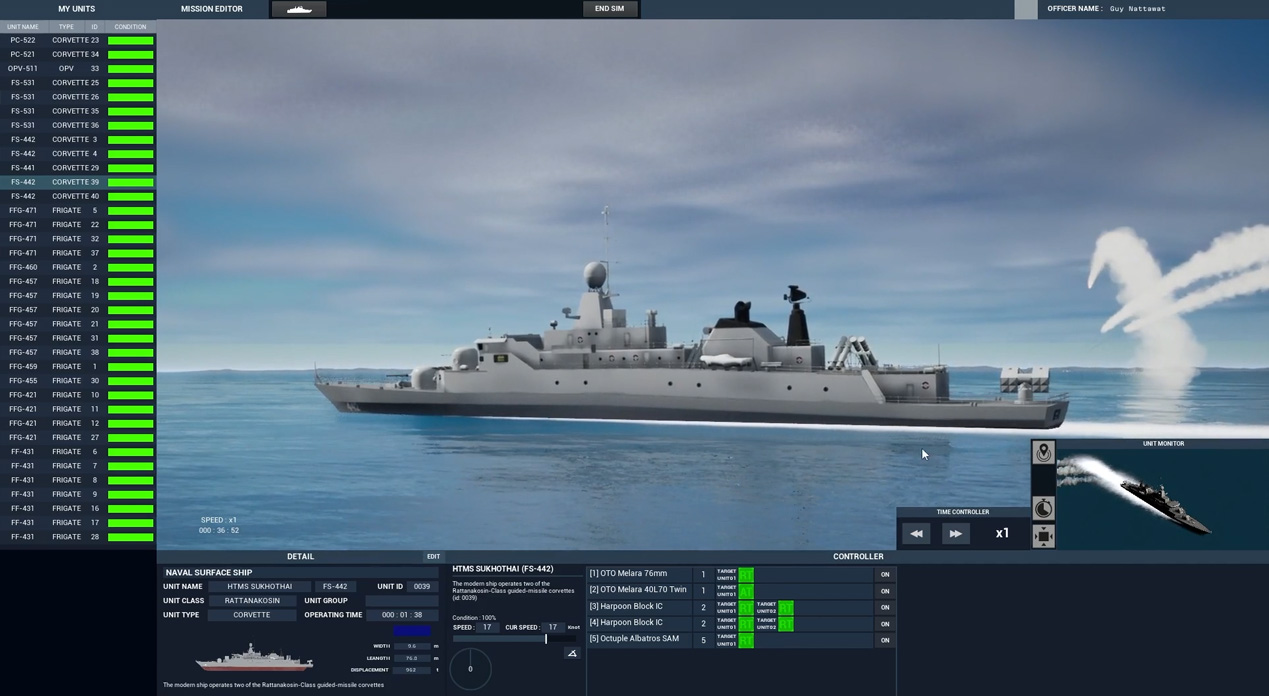 MY UNITS
MISSION EDITOR
END SIM
OFFICER NAME : Guy Nattawat
UNIT NAME TYPE ID CONDITION
PC-522 CORVETTE 23
PC-521 CORVETTE 34
OPV-511 OPV 33
FS-531 CORVETTE 25
FS-531 CORVETTE 26
FS-531 CORVETTE 35
FS-531 CORVETTE 36
FS-442 CORVETTE 3
FS-442 CORVETTE 4
FS-441 CORVETTE 29
FS-442 CORVETTE 39
FS-442 CORVETTE 40
FFG-471 FRIGATE 5
FFG-471 FRIGATE 22
FFG-471 FRIGATE 32
FFG-471 FRIGATE 37
FFG-460 FRIGATE 2
FFG-457 FRIGATE 18
FFG-457 FRIGATE 19
FFG-457 FRIGATE 20
FFG-457 FRIGATE 21
FFG-457 FRIGATE 31
FFG-457 FRIGATE 38
FFG-459 FRIGATE 1
FFG-455 FRIGATE 30
FFG-421 FRIGATE 10
FFG-421 FRIGATE 11
FFG-421 FRIGATE 12
FFG-421 FRIGATE 27
FF-431 FRIGATE 6
FF-431 FRIGATE 7
FF-431 FRIGATE 8
FF-431 FRIGATE 9
FF-431 FRIGATE 16
FF-431 FRIGATE 17
FF-431 FRIGATE 28
SPEED : x1
000 : 36 : 52
UNIT MONITOR
TIME CONTROLLER
x1
DETAIL
EDIT
NAVAL SURFACE SHIP
UNIT NAME HTMS SUKHOTHAI FS-442 UNIT ID 0039
UNIT CLASS RATTANAKOSIN UNIT GROUP
UNIT TYPE CORVETTE OPERATING TIME 000 : 01 : 38
WIDTH 9.6 m
LEANGTH 76.8 m
DISPLACEMENT 962 t
The modern ship operates two of the Rattanakosin-Class guided-missile corvettes
CONTROLLER
HTMS SUKHOTHAI (FS-442)
The modern ship operates two of the
Rattanakosin-Class guided-missile corvettes
(id: 0039)
Condition : 100%
SPEED : 17 CUR SPEED : 17 Knot
0
[1] OTO Melara 76mm 1 TARGET UNIT01 RT ON
[2] OTO Melara 40L70 Twin 1 TARGET UNIT01 RT ON
[3] Harpoon Block IC 2 TARGET UNIT01 RT TARGET UNIT02 RT ON
[4] Harpoon Block IC 2 TARGET UNIT01 RT TARGET UNIT02 RT ON
[5] Octuple Albatros SAM 5 TARGET UNIT01 RT ON